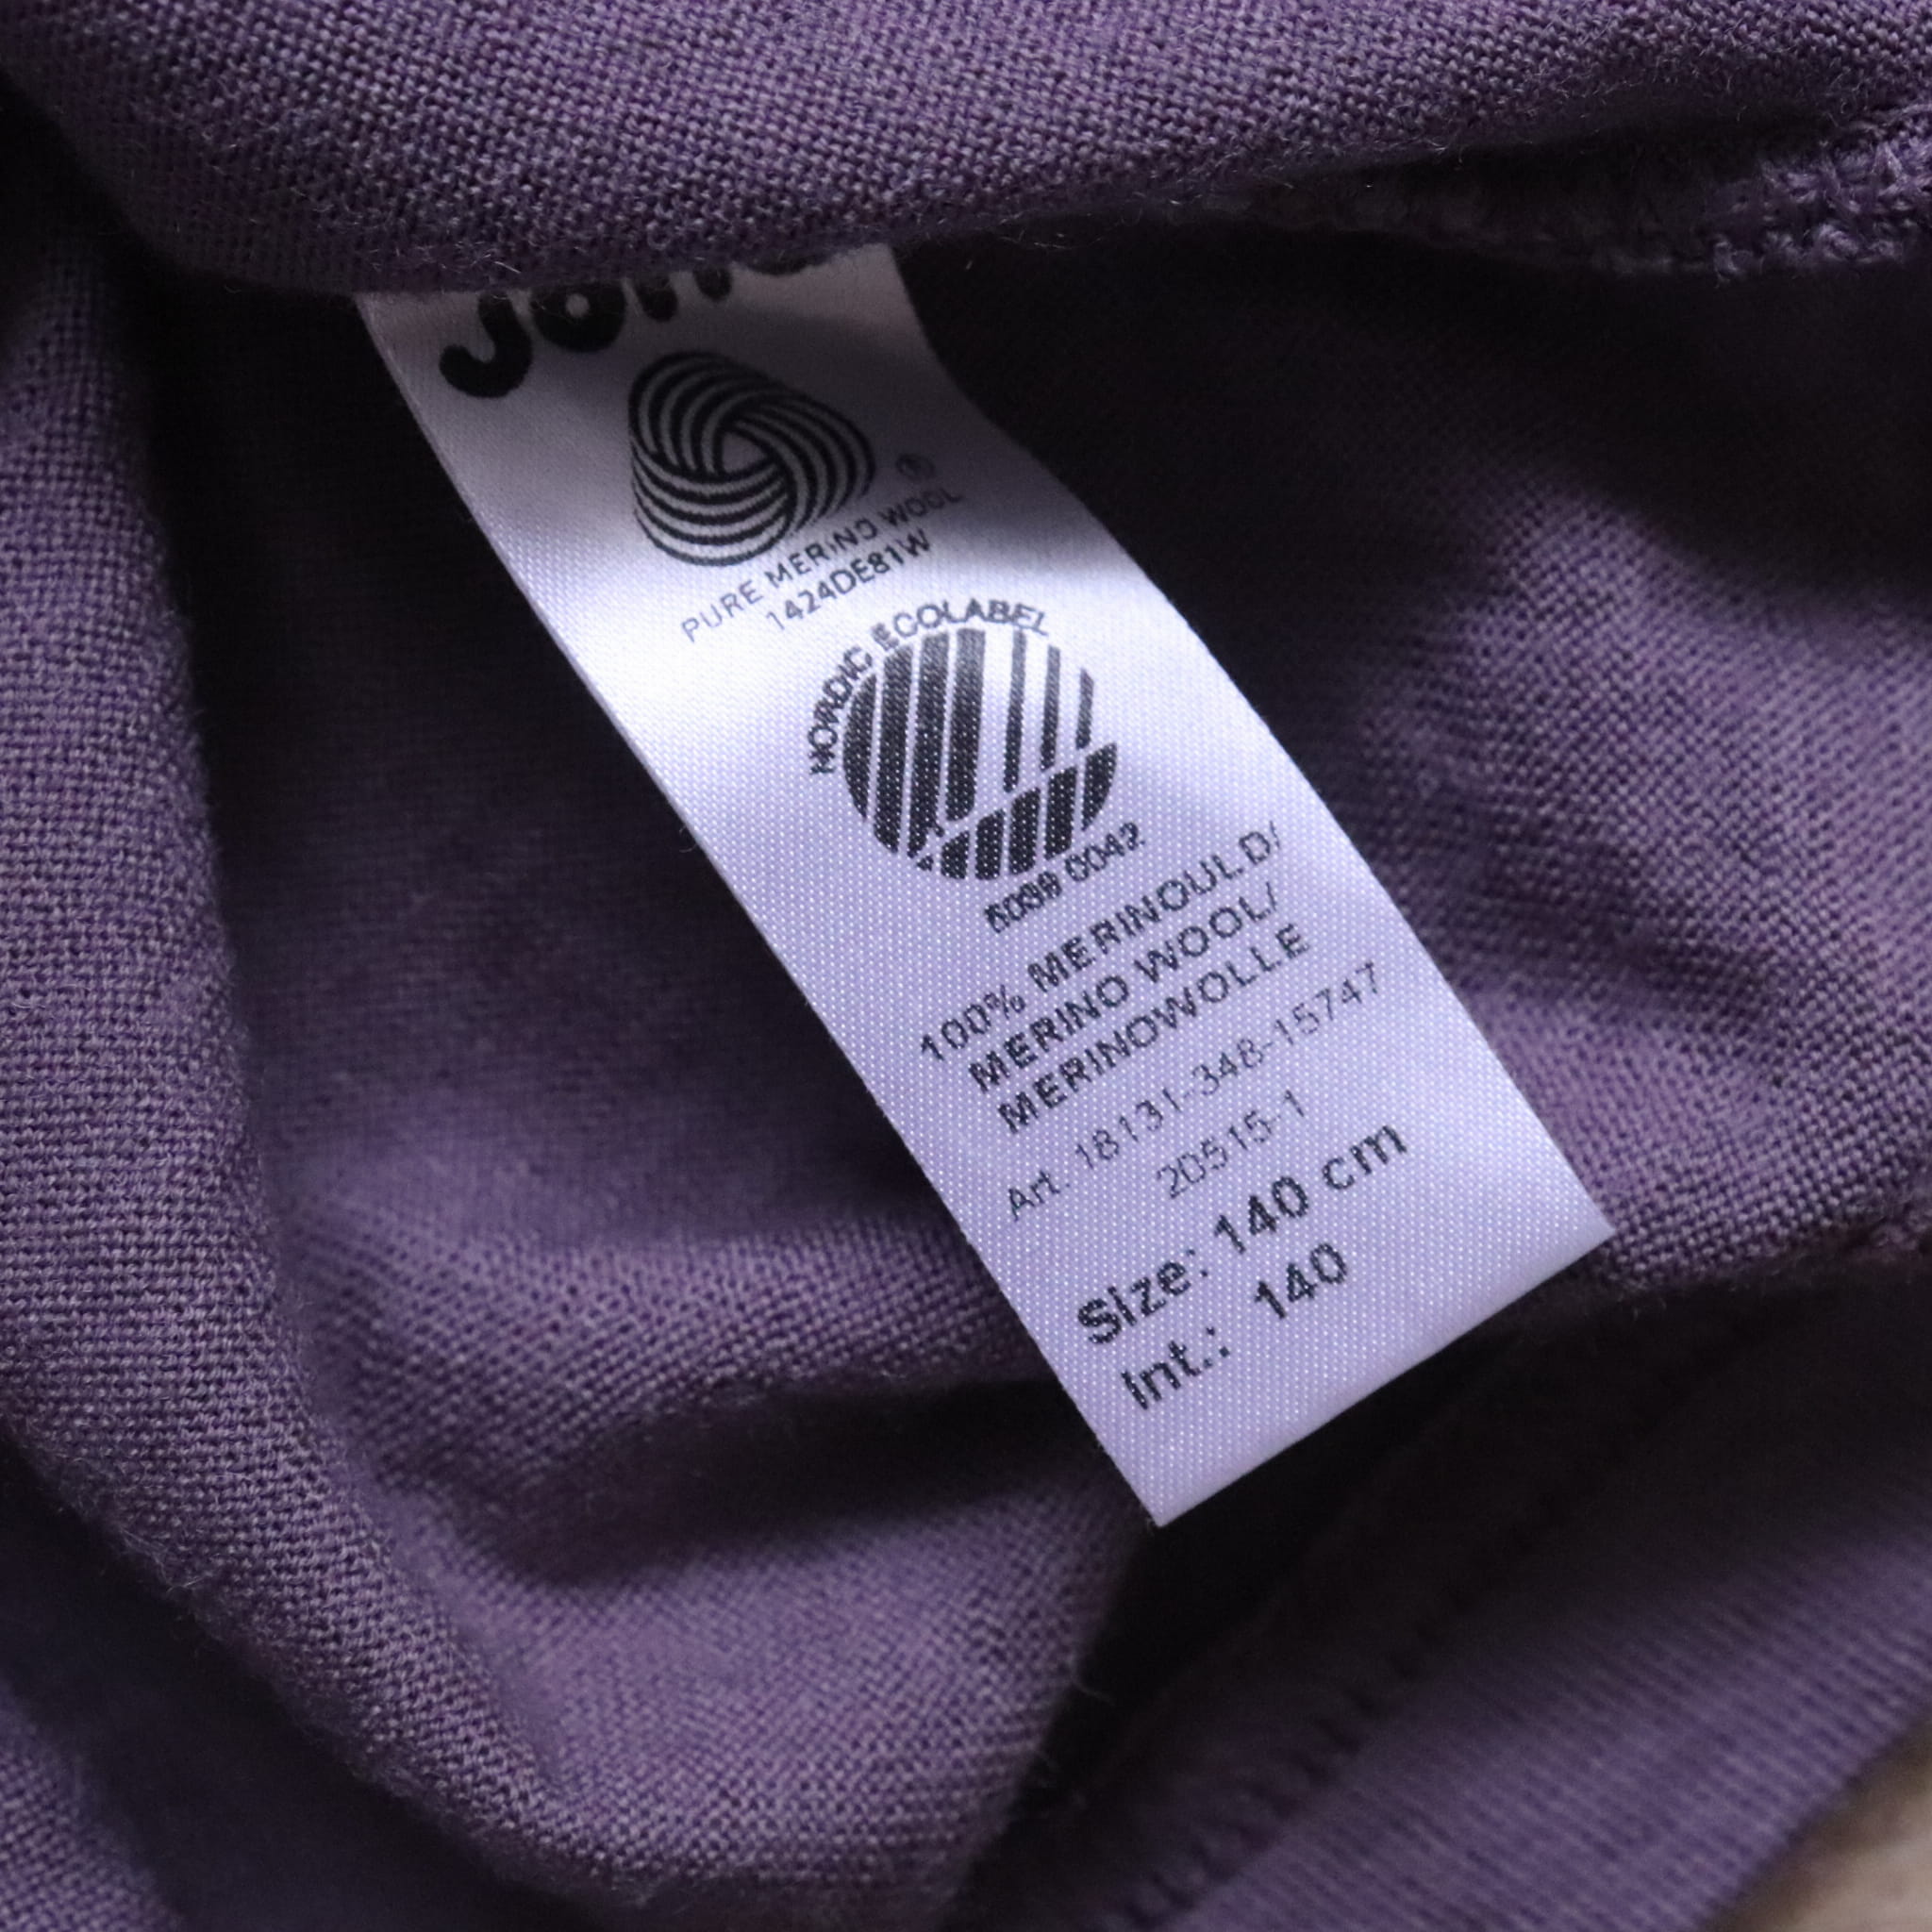 ®
PURE MERINO WOOL
1424DE81W
NORDIC ECOLABEL
5039 0042
100% MERINOULD/
MERINO WOOL/
MERINOWOLLE
Art. 18131-348-15747
20515-1
Size: 140 cm
Int.: 140